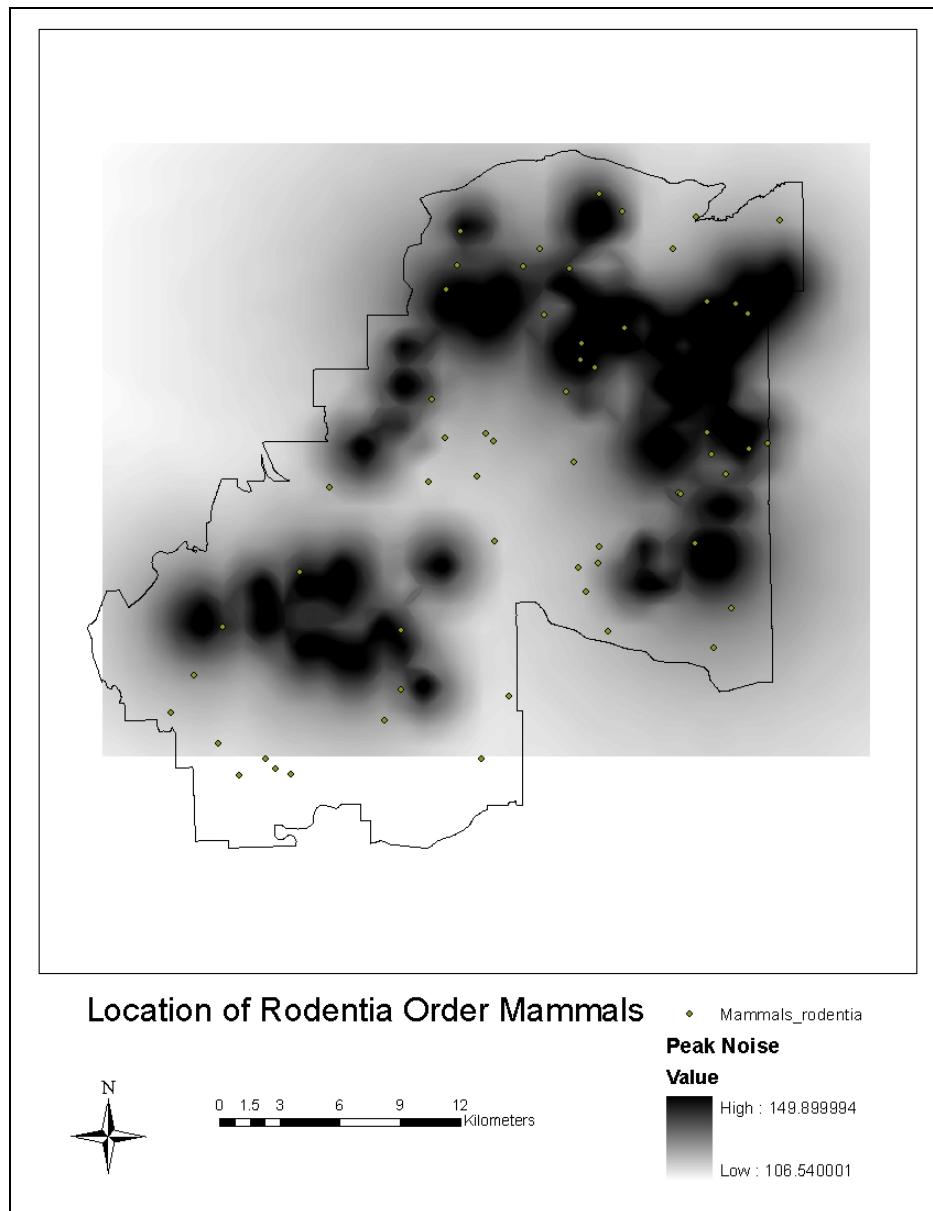 Location of Rodentia Order Mammals
Mammals_rodentia
Peak Noise
Value
High : 149.899994
Low : 106.540001
N
0 1.5 3 6 9 12
Kilometers